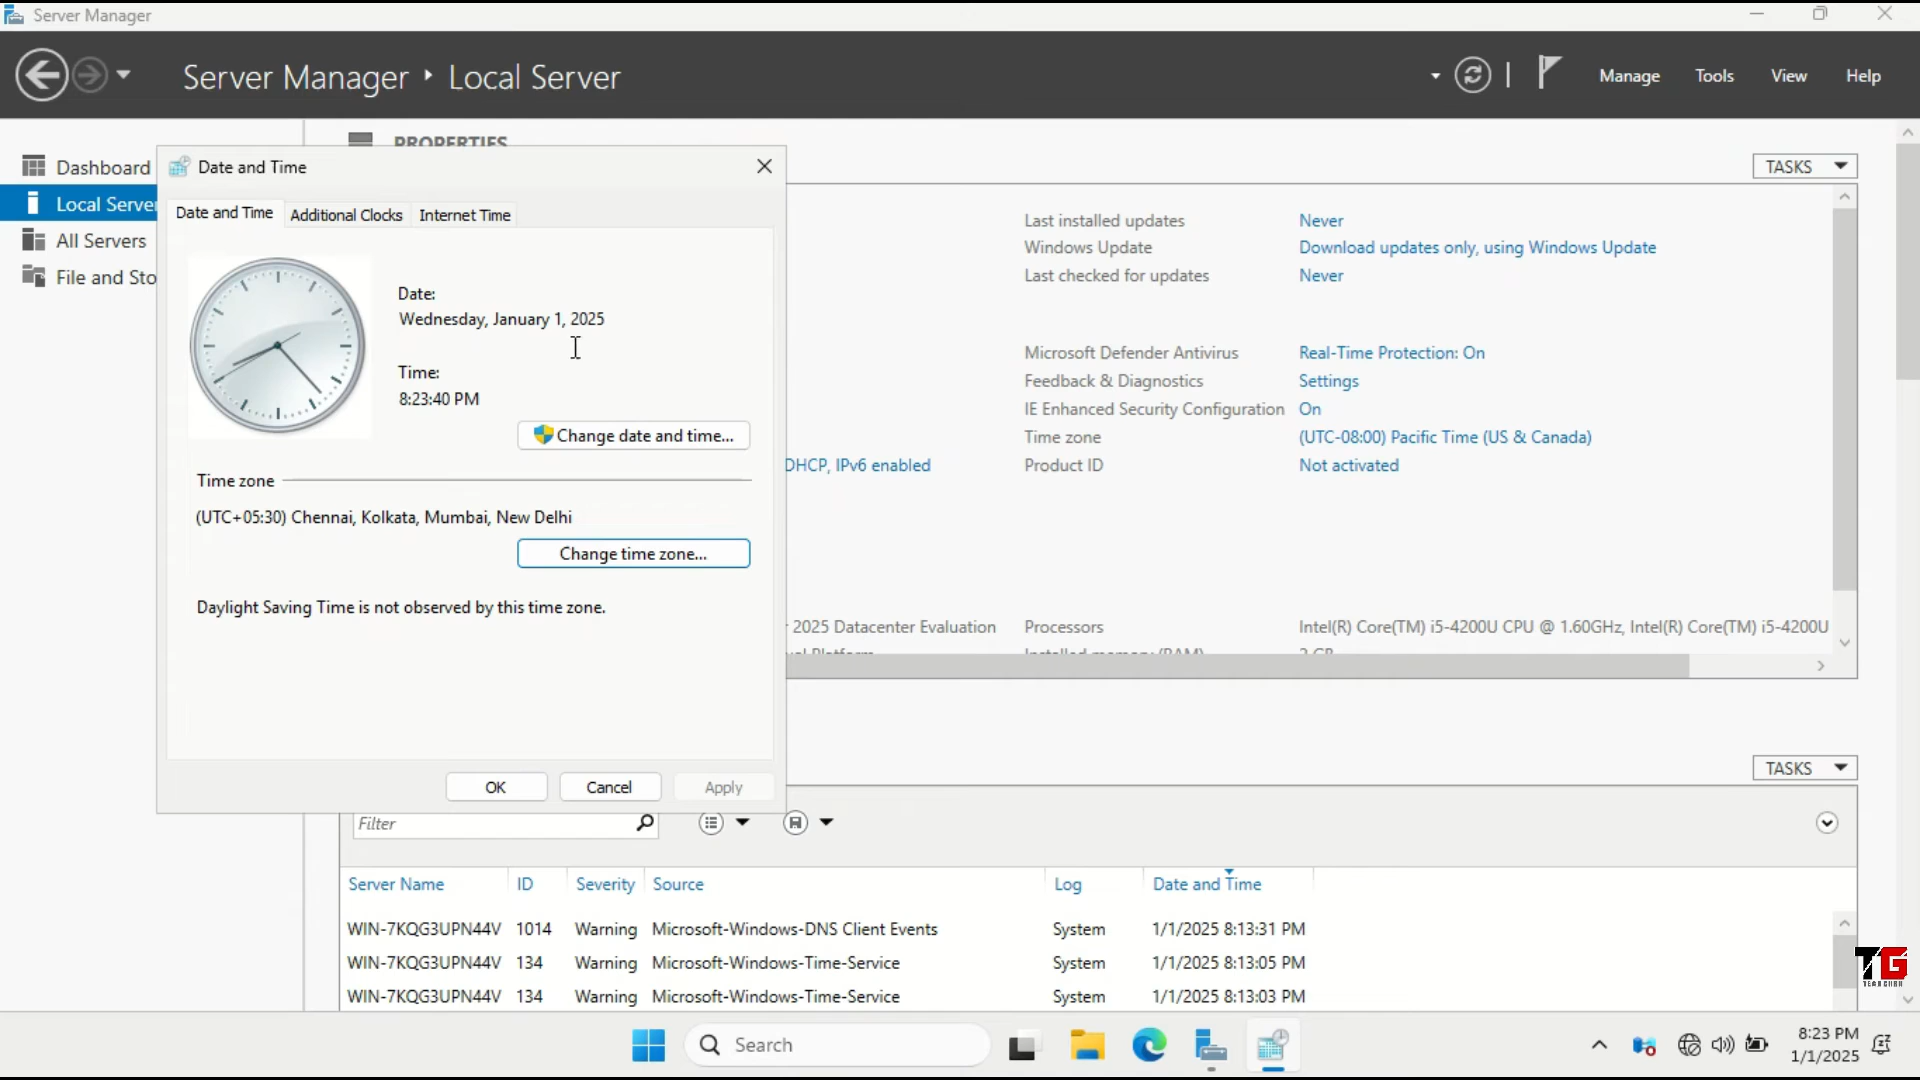 Server Manager
Server Manager ‣ Local Server
Manage
Tools
View
Help
Dashboard
Local Server
All Servers
File and Sto
PROPERTIES
TASKS
Date and Time
Date and Time
Additional Clocks
Internet Time
Date:
Wednesday, January 1, 2025
Time:
8:23:40 PM
Change date and time...
Time zone
(UTC+05:30) Chennai, Kolkata, Mumbai, New Delhi
Change time zone...
Daylight Saving Time is not observed by this time zone.
OK
Cancel
Apply
Last installed updates Never
Windows Update Download updates only, using Windows Update
Last checked for updates Never
Microsoft Defender Antivirus Real-Time Protection: On
Feedback & Diagnostics Settings
IE Enhanced Security Configuration On
Time zone (UTC-08:00) Pacific Time (US & Canada)
DHCP, IPv6 enabled Product ID Not activated
2025 Datacenter Evaluation Processors Intel(R) Core(TM) i5-4200U CPU @ 1.60GHz, Intel(R) Core(TM) i5-4200U
Installed memory (RAM) 2 GB
TASKS
Filter
Server Name ID Severity Source Log Date and Time
WIN-7KQG3UPN44V 1014 Warning Microsoft-Windows-DNS Client Events System 1/1/2025 8:13:31 PM
WIN-7KQG3UPN44V 134 Warning Microsoft-Windows-Time-Service System 1/1/2025 8:13:05 PM
WIN-7KQG3UPN44V 134 Warning Microsoft-Windows-Time-Service System 1/1/2025 8:13:03 PM
TG
Search
8:23 PM
1/1/2025